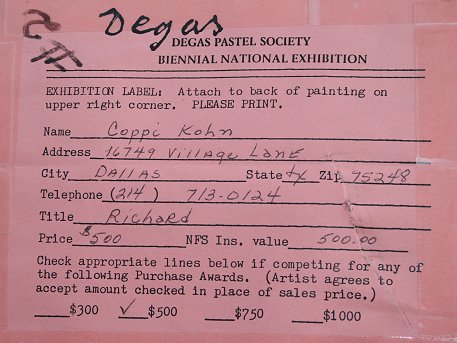 Degas
DEGAS PASTEL SOCIETY
BIENNIAL NATIONAL EXHIBITION
EXHIBITION LABEL: Attach to back of painting on
upper right corner. PLEASE PRINT.
Name Coppi Kohn
Address 16749 Village Lane
City DALLAS State tx Zip 75248
Telephone (214) 713-0124
Title Richard
Price $500 NFS Ins. value 500.00
Check appropriate lines below if competing for any of
the following Purchase Awards. (Artist agrees to
accept amount checked in place of sales price.)
$300 ✓ $500 $750 $1000